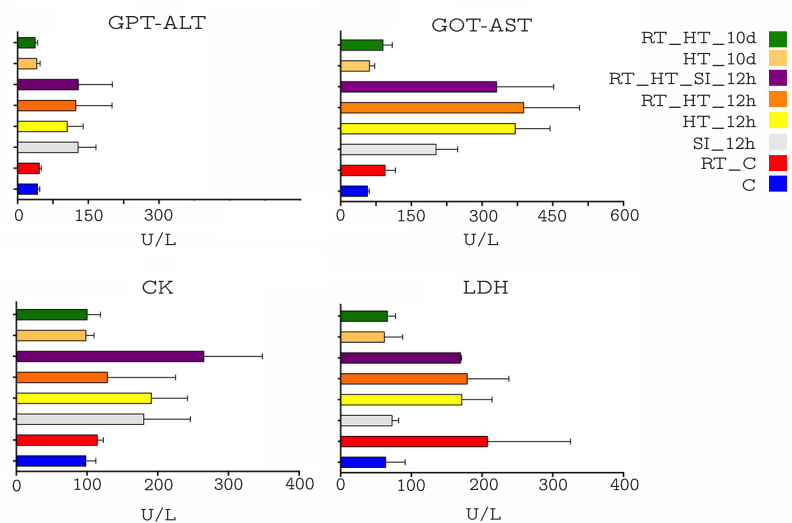 GPT-ALT
0 150 300
U/L
GOT-AST
0 150 300 450 600
U/L
RT_HT_10d
HT_10d
RT_HT_SI_12h
RT_HT_12h
HT_12h
SI_12h
RT_C
C
CK
0 100 200 300 400
U/L
LDH
0 100 200 300 400
U/L